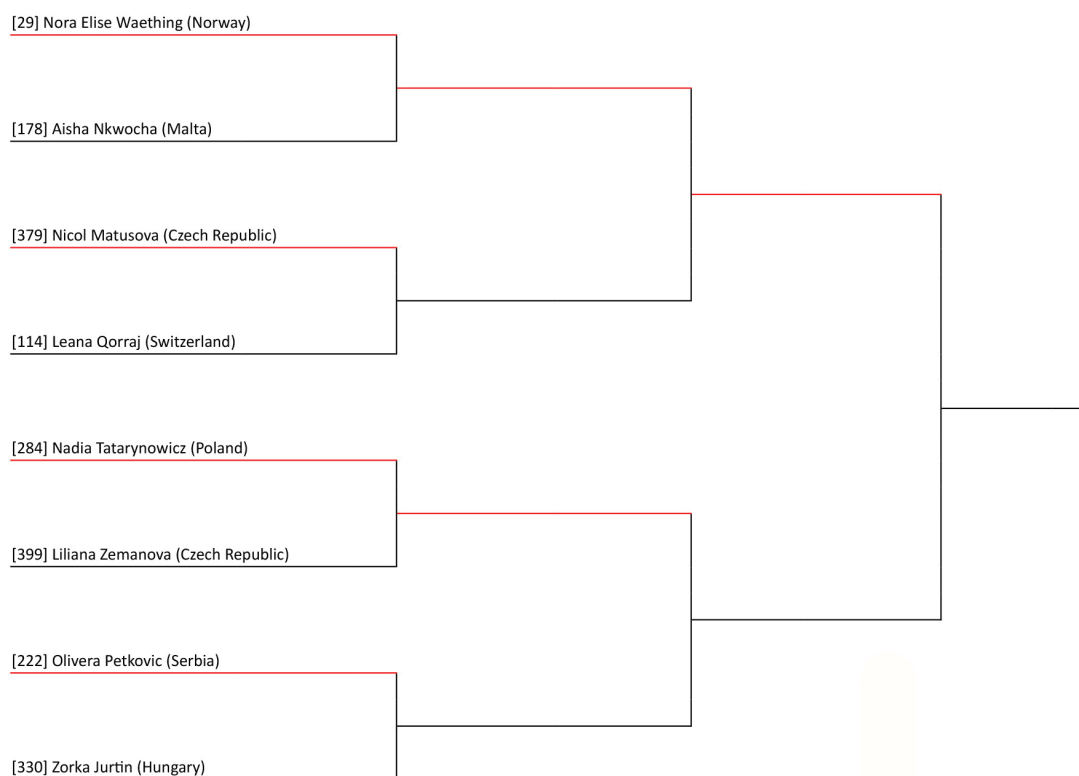 [29] Nora Elise Waething (Norway)
[178] Aisha Nkwocha (Malta)
[379] Nicol Matusova (Czech Republic)
[114] Leana Qorraj (Switzerland)
[284] Nadia Tatarynowicz (Poland)
[399] Liliana Zemanova (Czech Republic)
[222] Olivera Petkovic (Serbia)
[330] Zorka Jurtin (Hungary)